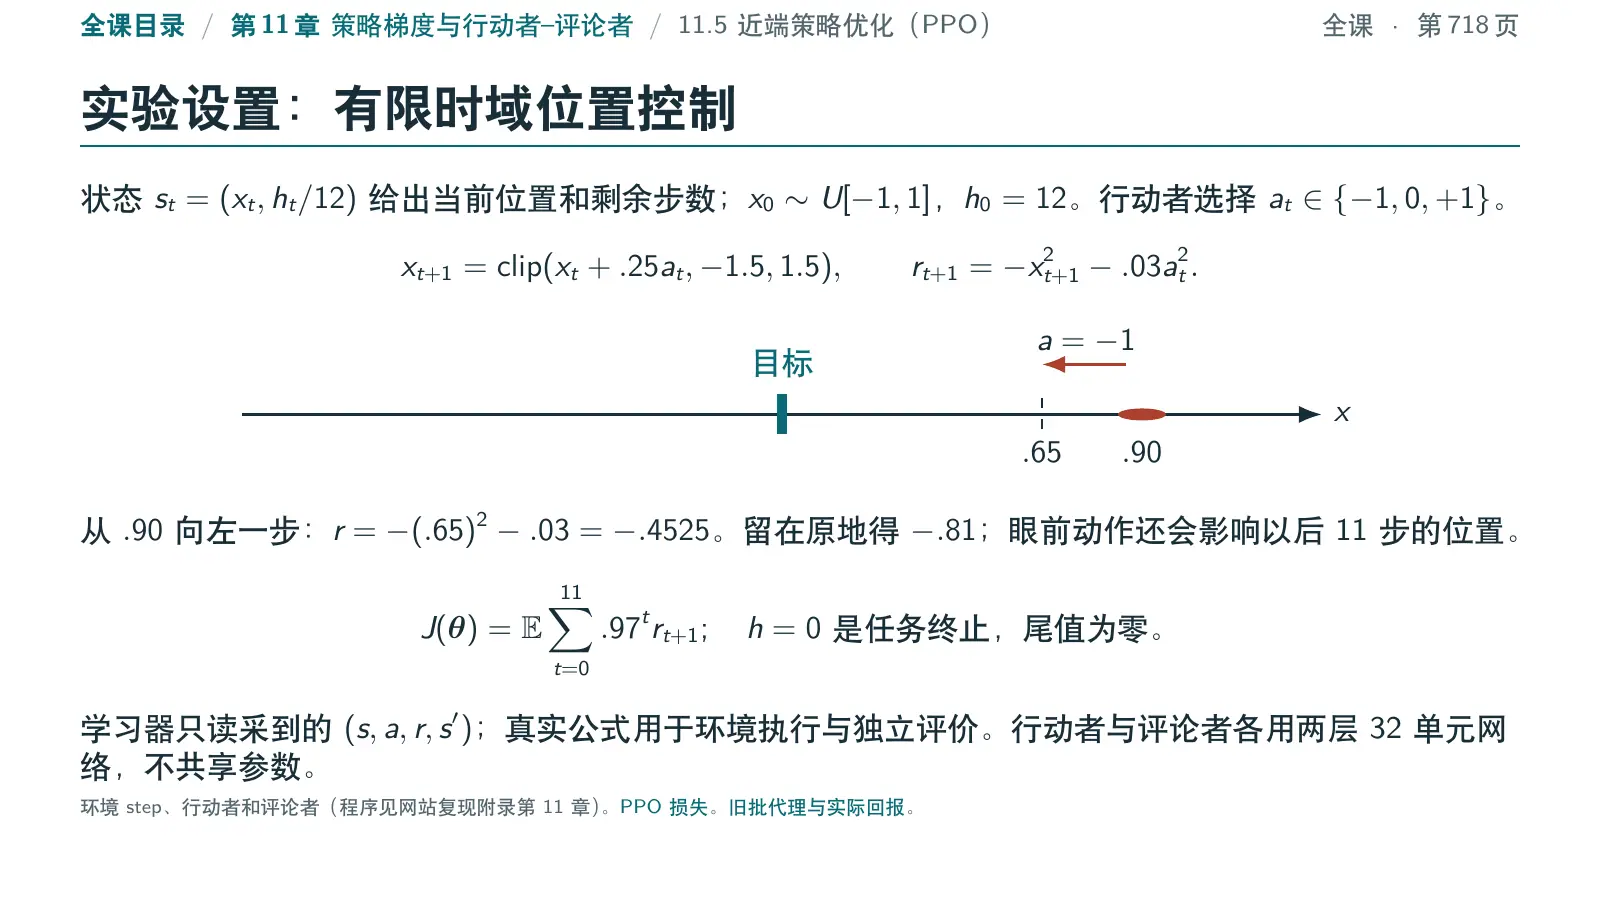 全课目录 / 第 11 章 策略梯度与行动者–评论者 / 11.5 近端策略优化（PPO） 全课 · 第 718 页
实验设置：有限时域位置控制
状态 s_t = (x_t, h_t/12) 给出当前位置和剩余步数；x_0 ∼ U[−1, 1]，h_0 = 12。行动者选择 a_t ∈ {−1, 0, +1}。
x_{t+1} = clip(x_t + .25a_t, −1.5, 1.5), r_{t+1} = −x²_{t+1} − .03a²_t.
a = −1
目标
x
.65 .90
从 .90 向左一步：r = −(.65)² − .03 = −.4525。留在原地得 −.81；眼前动作还会影响以后 11 步的位置。
J(θ) = 𝔼 ∑_{t=0}^{11} .97^t r_{t+1}; h = 0 是任务终止，尾值为零。
学习器只读采到的 (s, a, r, s′)；真实公式用于环境执行与独立评价。行动者与评论者各用两层 32 单元网
络，不共享参数。
环境 step、行动者和评论者（程序见网站复现附录第 11 章）。PPO 损失。旧批代理与实际回报。